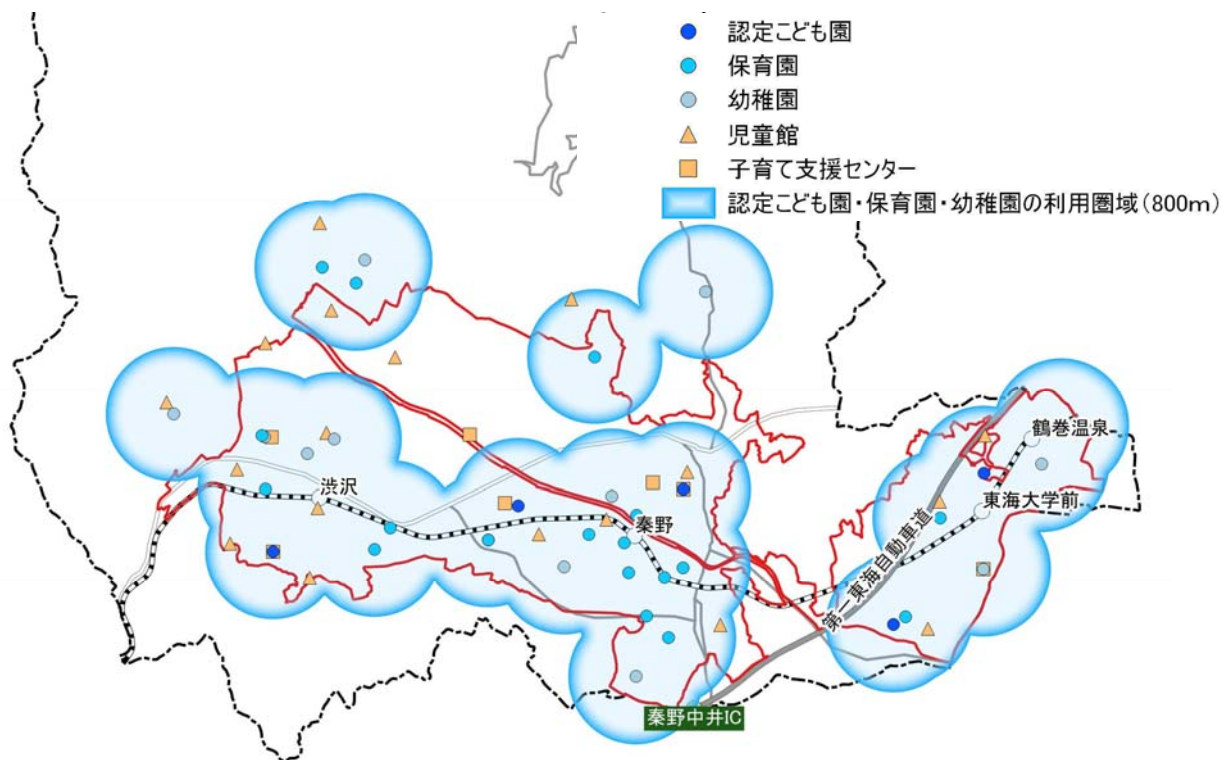 認定こども園
保育園
幼稚園
児童館
子育て支援センター
認定こども園・保育園・幼稚園の利用圏域(800m)
鶴巻温泉
東海大学前
渋沢
秦野
第一東海自動車道
秦野中井IC